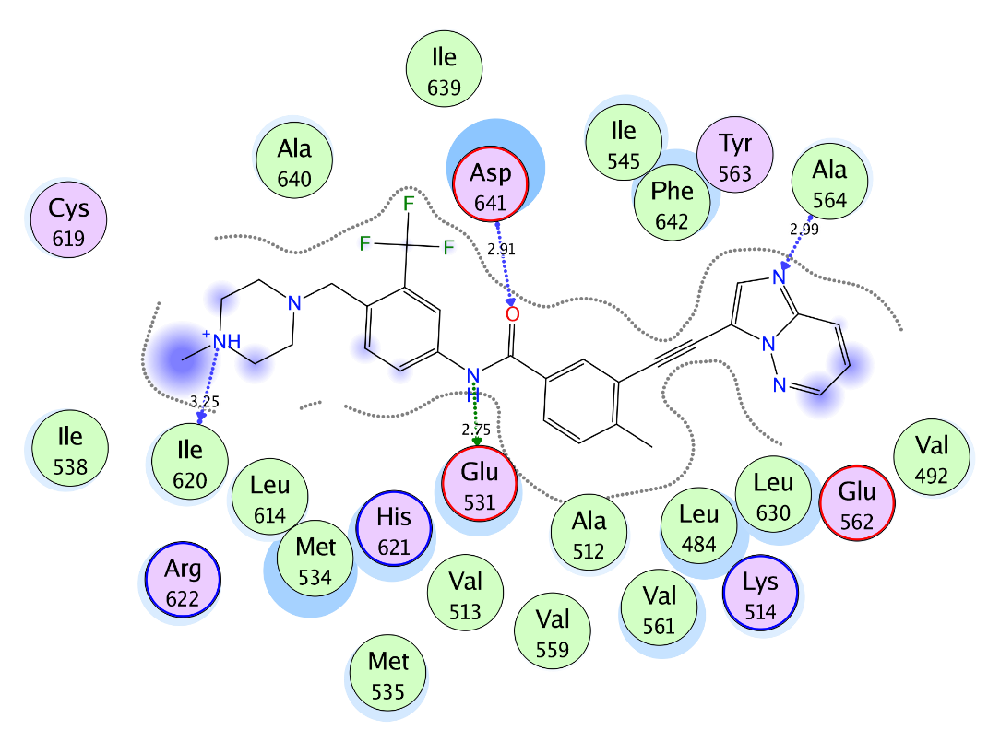 Ile
639
Ala
640
Asp
641
Ile
545
Tyr
563
Ala
564
Phe
642
Cys
619
F
F
F
2.91
2.99
N
N
+
NH
O
N
N
N
H
3.25
2.75
Ile
538
Ile
620
Leu
614
Glu
531
Val
492
Leu
630
Glu
562
His
621
Met
534
Ala
512
Leu
484
Arg
622
Val
513
Val
561
Lys
514
Val
559
Met
535